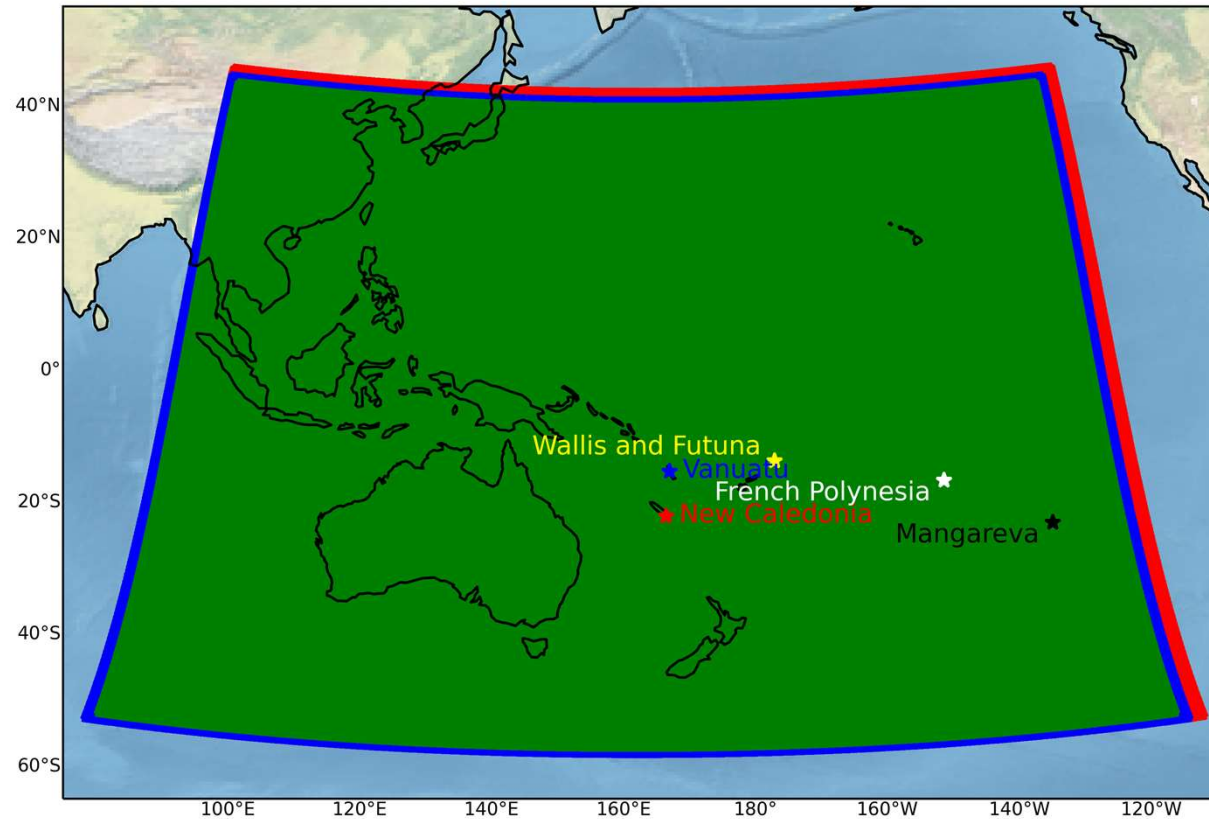 40°N
20°N
0°
Wallis and Futuna
Vanuatu
20°S
French Polynesia
New Caledonia
Mangareva
40°S
60°S
100°E 120°E 140°E 160°E 180° 160°W 140°W 120°W